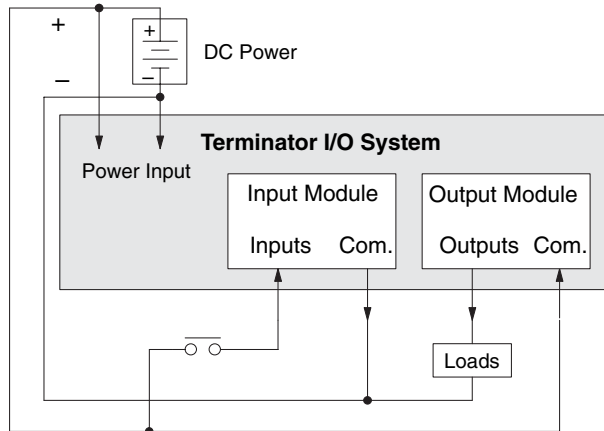 +
+
DC Power
–
–
Terminator I/O System
Power Input
Input Module
Output Module
Inputs Com.
Outputs Com.
Loads